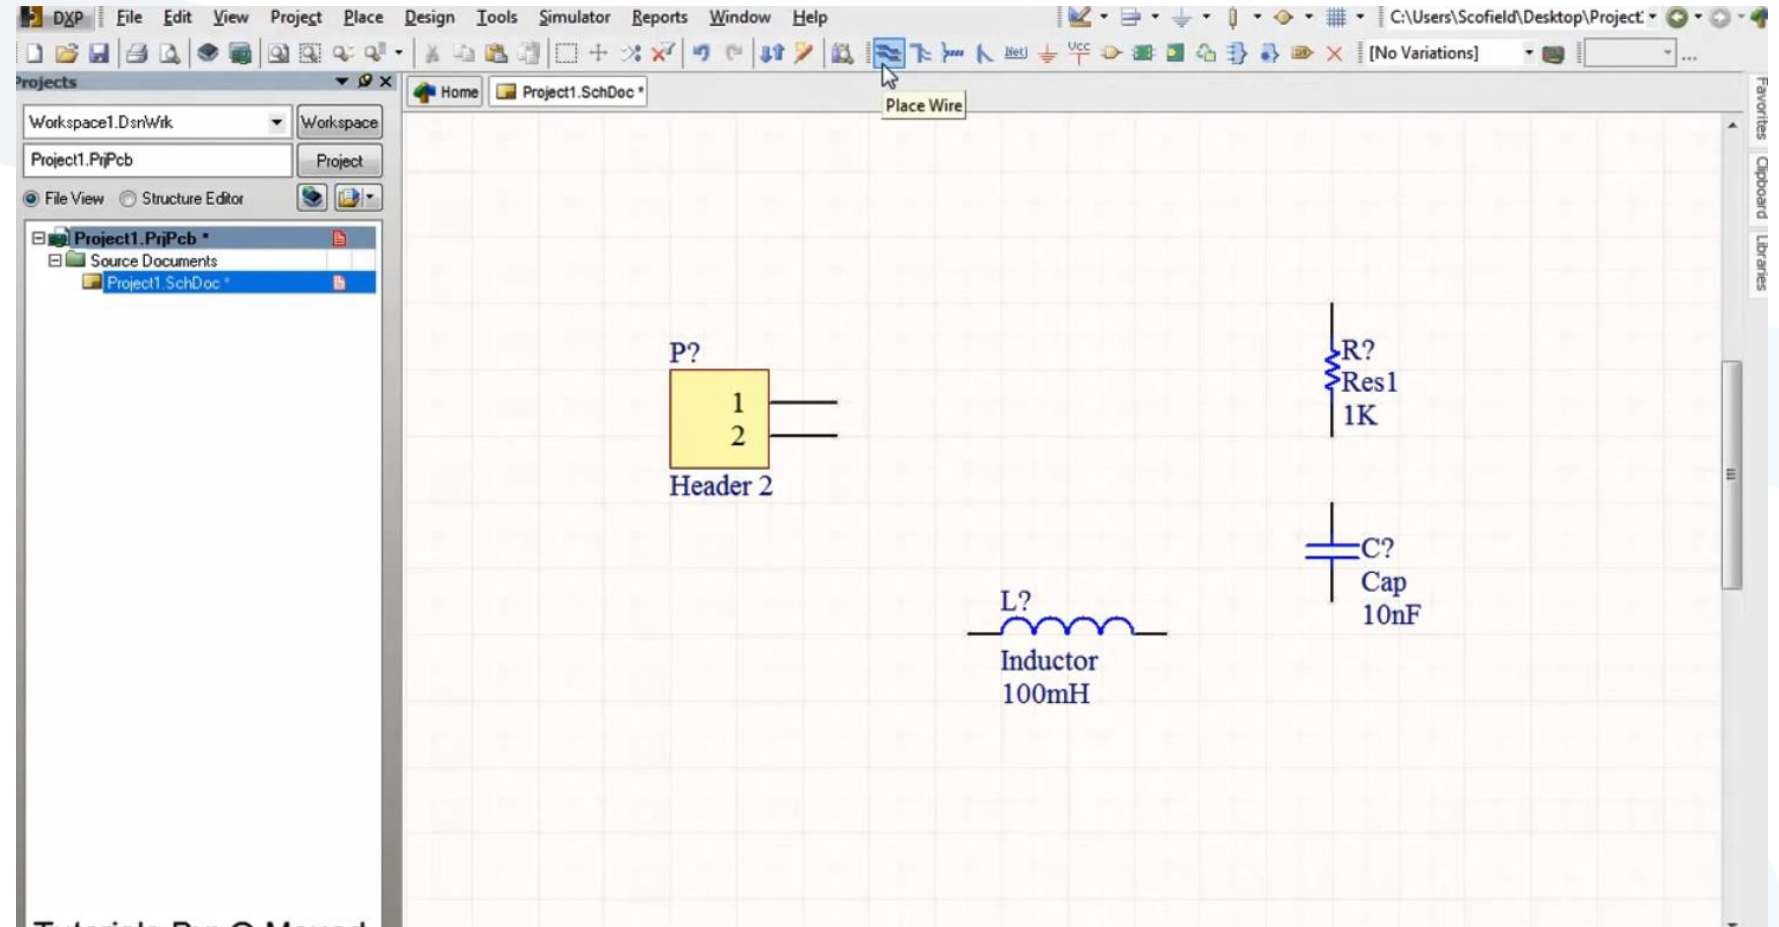 DXP File Edit View Project Place Design Tools Simulator Reports Window Help C:\Users\Scofield\Desktop\Project
VCC Net [No Variations] ...
Projects
Home Project1.SchDoc *
Place Wire
Workspace1.DsnWrk Workspace
Project1.PrjPcb Project
File View Structure Editor
Project1.PrjPcb *
Source Documents
Project1.SchDoc *
P?
1
2
Header 2
R?
Res1
1K
C?
Cap
10nF
L?
Inductor
100mH
Favorites
Clipboard
Libraries